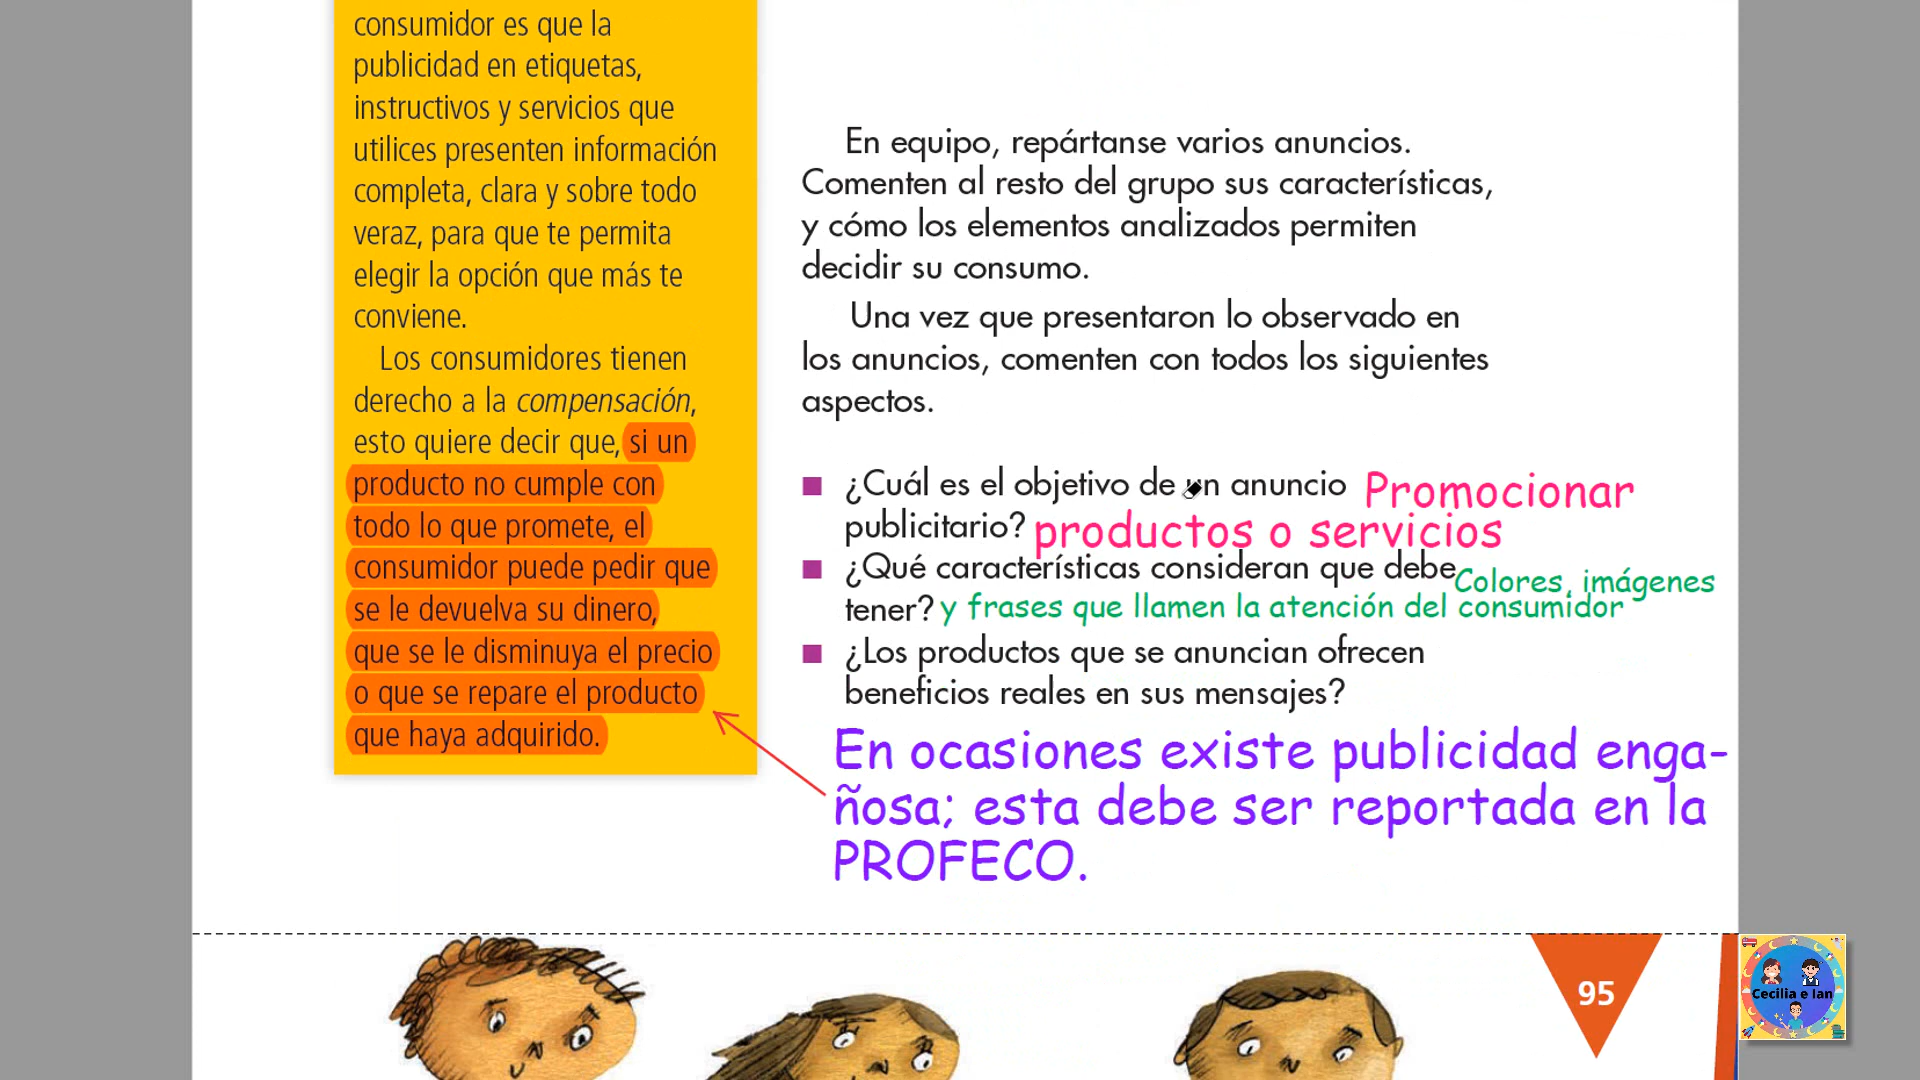 consumidor es que la
publicidad en etiquetas,
instructivos y servicios que
utilices presenten información
completa, clara y sobre todo
veraz, para que te permita
elegir la opción que más te
conviene.
Los consumidores tienen
derecho a la compensación,
esto quiere decir que, si un
producto no cumple con
todo lo que promete, el
consumidor puede pedir que
se le devuelva su dinero,
que se le disminuya el precio
o que se repare el producto
que haya adquirido.
En equipo, repártanse varios anuncios.
Comenten al resto del grupo sus características,
y cómo los elementos analizados permiten
decidir su consumo.
Una vez que presentaron lo observado en
los anuncios, comenten con todos los siguientes
aspectos.
¿Cuál es el objetivo de un anuncio Promocionar
publicitario? productos o servicios
¿Qué características consideran que debe Colores, imágenes
tener? y frases que llamen la atención del consumidor
¿Los productos que se anuncian ofrecen
beneficios reales en sus mensajes?
En ocasiones existe publicidad enga-
ñosa; esta debe ser reportada en la
PROFECO.
95
Cecilia e Ian